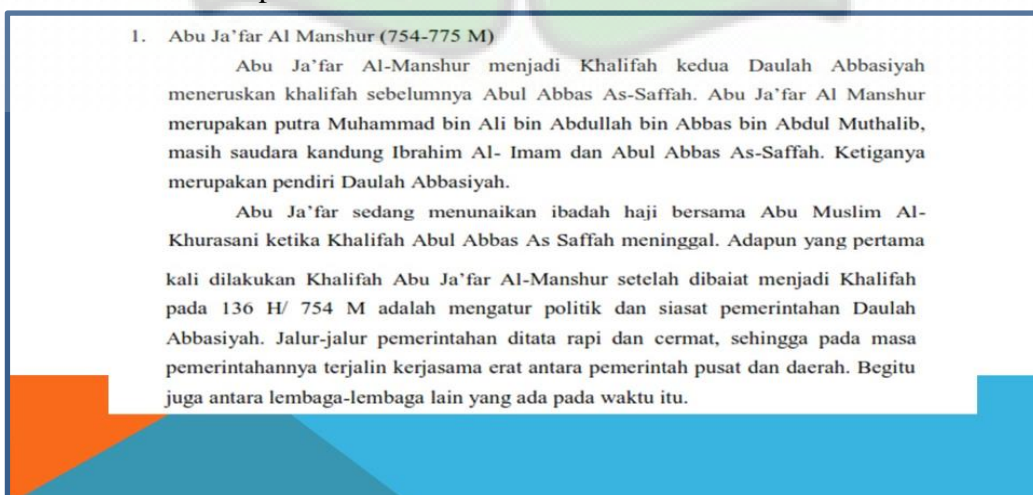 1. Abu Ja’far Al Manshur (754-775 M)
Abu Ja’far Al-Manshur menjadi Khalifah kedua Daulah Abbasiyah
meneruskan khalifah sebelumnya Abul Abbas As-Saffah. Abu Ja’far Al Manshur
merupakan putra Muhammad bin Ali bin Abdullah bin Abbas bin Abdul Muthalib,
masih saudara kandung Ibrahim Al- Imam dan Abul Abbas As-Saffah. Ketiganya
merupakan pendiri Daulah Abbasiyah.
Abu Ja’far sedang menunaikan ibadah haji bersama Abu Muslim Al-
Khurasani ketika Khalifah Abul Abbas As Saffah meninggal. Adapun yang pertama
kali dilakukan Khalifah Abu Ja’far Al-Manshur setelah dibaiat menjadi Khalifah
pada 136 H/ 754 M adalah mengatur politik dan siasat pemerintahan Daulah
Abbasiyah. Jalur-jalur pemerintahan ditata rapi dan cermat, sehingga pada masa
pemerintahannya terjalin kerjasama erat antara pemerintah pusat dan daerah. Begitu
juga antara lembaga-lembaga lain yang ada pada waktu itu.